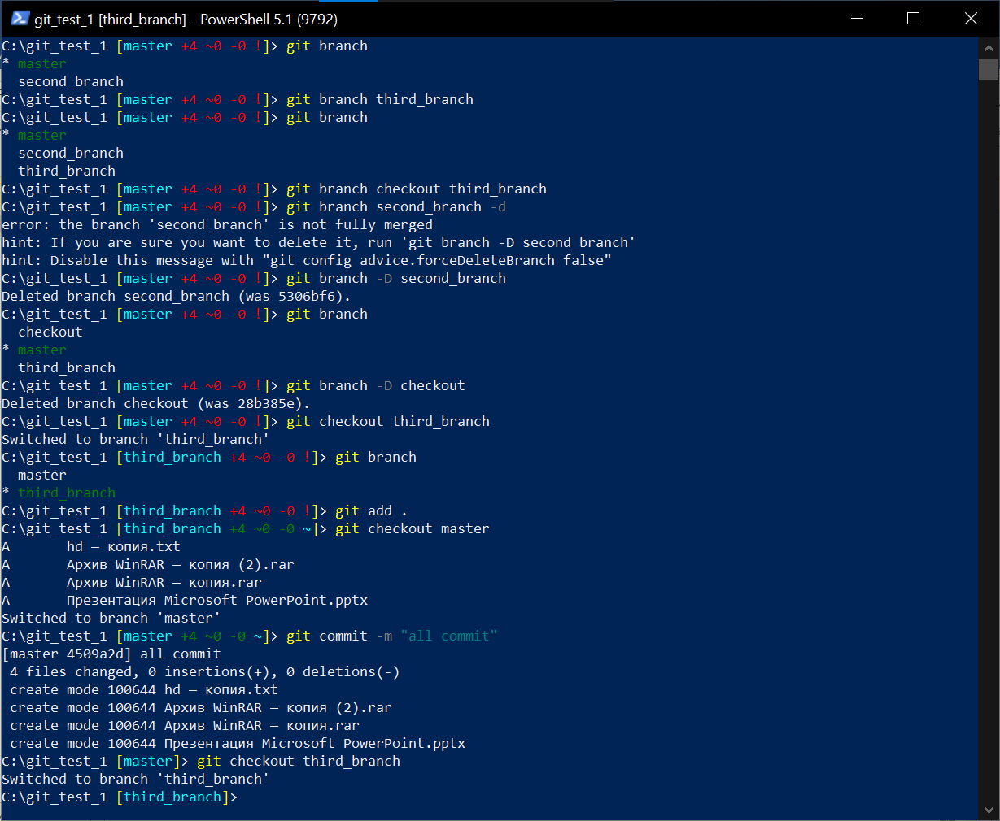 git_test_1 [third_branch] - PowerShell 5.1 (9792)
C:\git_test_1 [master +4 ~0 -0 !]> git branch
* master
  second_branch
C:\git_test_1 [master +4 ~0 -0 !]> git branch third_branch
C:\git_test_1 [master +4 ~0 -0 !]> git branch
* master
  second_branch
  third_branch
C:\git_test_1 [master +4 ~0 -0 !]> git branch checkout third_branch
C:\git_test_1 [master +4 ~0 -0 !]> git branch second_branch -d
error: the branch 'second_branch' is not fully merged
hint: If you are sure you want to delete it, run 'git branch -D second_branch'
hint: Disable this message with "git config advice.forceDeleteBranch false"
C:\git_test_1 [master +4 ~0 -0 !]> git branch -D second_branch
Deleted branch second_branch (was 5306bf6).
C:\git_test_1 [master +4 ~0 -0 !]> git branch
  checkout
* master
  third_branch
C:\git_test_1 [master +4 ~0 -0 !]> git branch -D checkout
Deleted branch checkout (was 28b385e).
C:\git_test_1 [master +4 ~0 -0 !]> git checkout third_branch
Switched to branch 'third_branch'
C:\git_test_1 [third_branch +4 ~0 -0 !]> git branch
  master
* third_branch
C:\git_test_1 [third_branch +4 ~0 -0 !]> git add .
C:\git_test_1 [third_branch +4 ~0 -0 ~]> git checkout master
A       hd — копия.txt
A       Архив WinRAR — копия (2).rar
A       Архив WinRAR — копия.rar
A       Презентация Microsoft PowerPoint.pptx
Switched to branch 'master'
C:\git_test_1 [master +4 ~0 -0 ~]> git commit -m "all commit"
[master 4509a2d] all commit
 4 files changed, 0 insertions(+), 0 deletions(-)
 create mode 100644 hd — копия.txt
 create mode 100644 Архив WinRAR — копия (2).rar
 create mode 100644 Архив WinRAR — копия.rar
 create mode 100644 Презентация Microsoft PowerPoint.pptx
C:\git_test_1 [master]> git checkout third_branch
Switched to branch 'third_branch'
C:\git_test_1 [third_branch]>